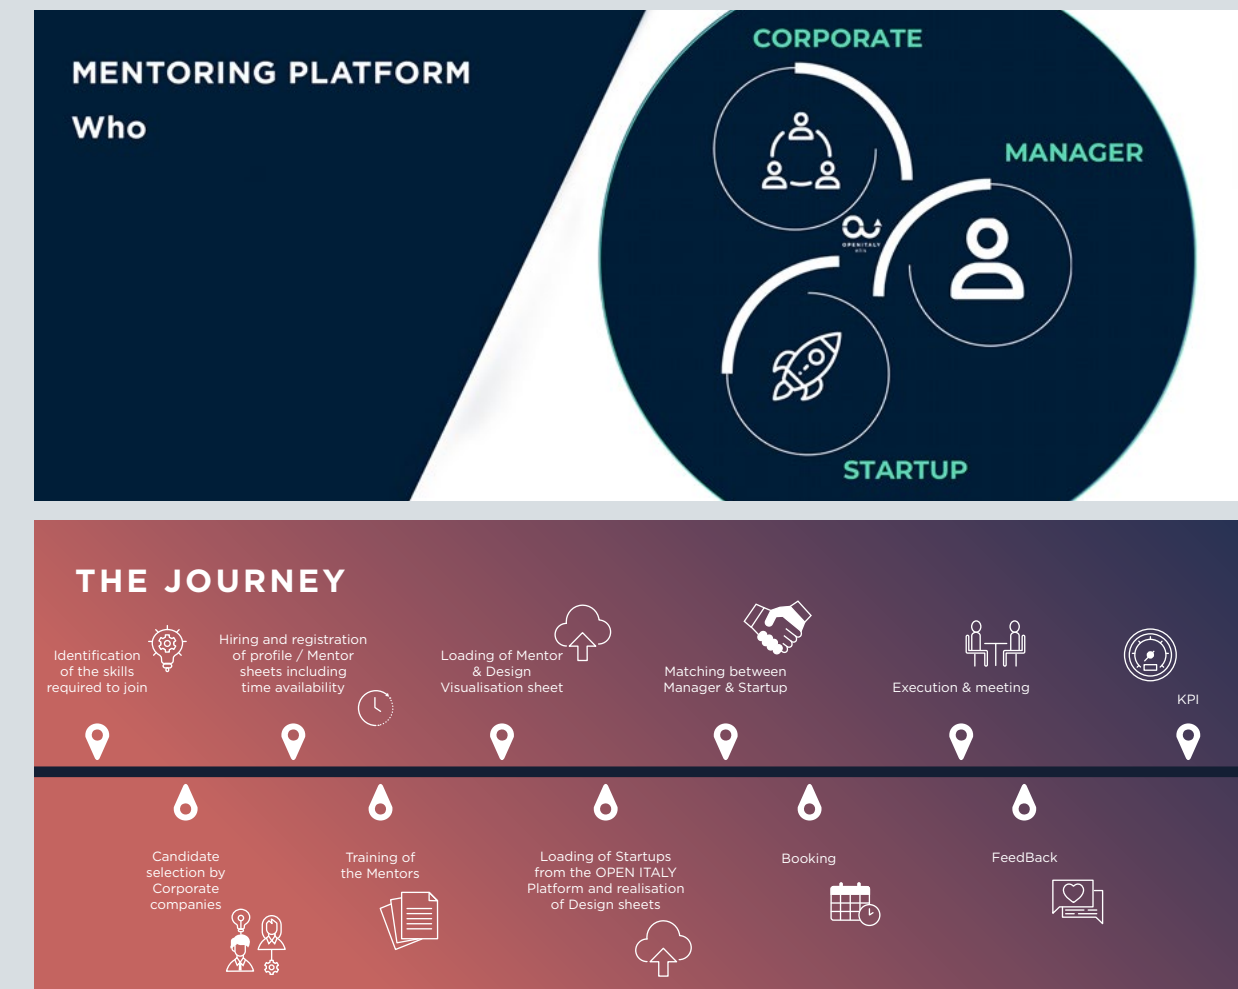 MENTORING PLATFORM
Who
CORPORATE
MANAGER
OPENITALY
STARTUP
THE JOURNEY
Identification
of the skills
required to join
Candidate
selection by
Corporate
companies
Hiring and registration
of profile / Mentor
sheets including
time availability
Training of
the Mentors
Loading of Mentor
& Design
Visualisation sheet
Loading of Startups
from the OPEN ITALY
Platform and realisation
of Design sheets
Matching between
Manager & Startup
Booking
Execution & meeting
FeedBack
KPI